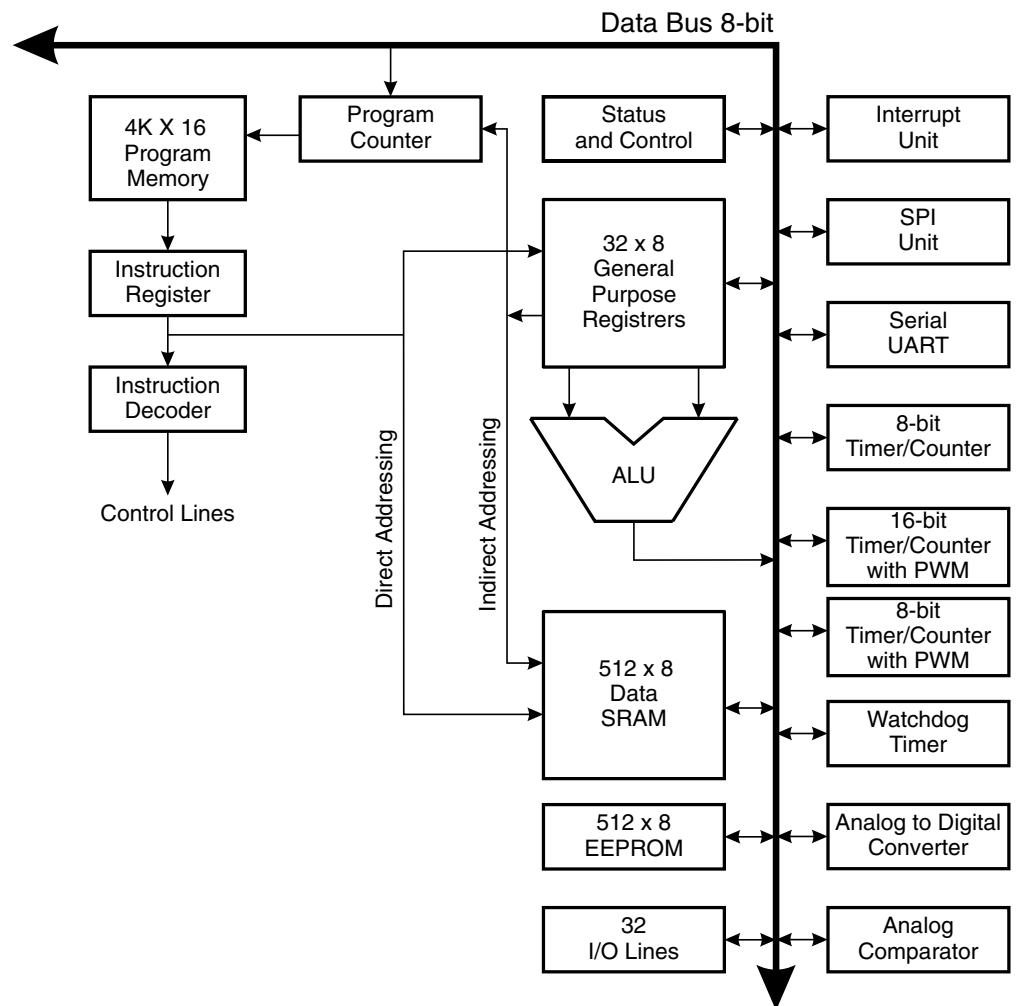 Data Bus 8-bit
4K X 16
Program
Memory
Program
Counter
Status
and Control
Interrupt
Unit
32 x 8
General
Purpose
Registrers
SPI
Unit
Instruction
Register
Serial
UART
Instruction
Decoder
8-bit
Timer/Counter
ALU
Control Lines
Direct Addressing
Indirect Addressing
16-bit
Timer/Counter
with PWM
8-bit
Timer/Counter
with PWM
512 x 8
Data
SRAM
Watchdog
Timer
512 x 8
EEPROM
Analog to Digital
Converter
32
I/O Lines
Analog
Comparator